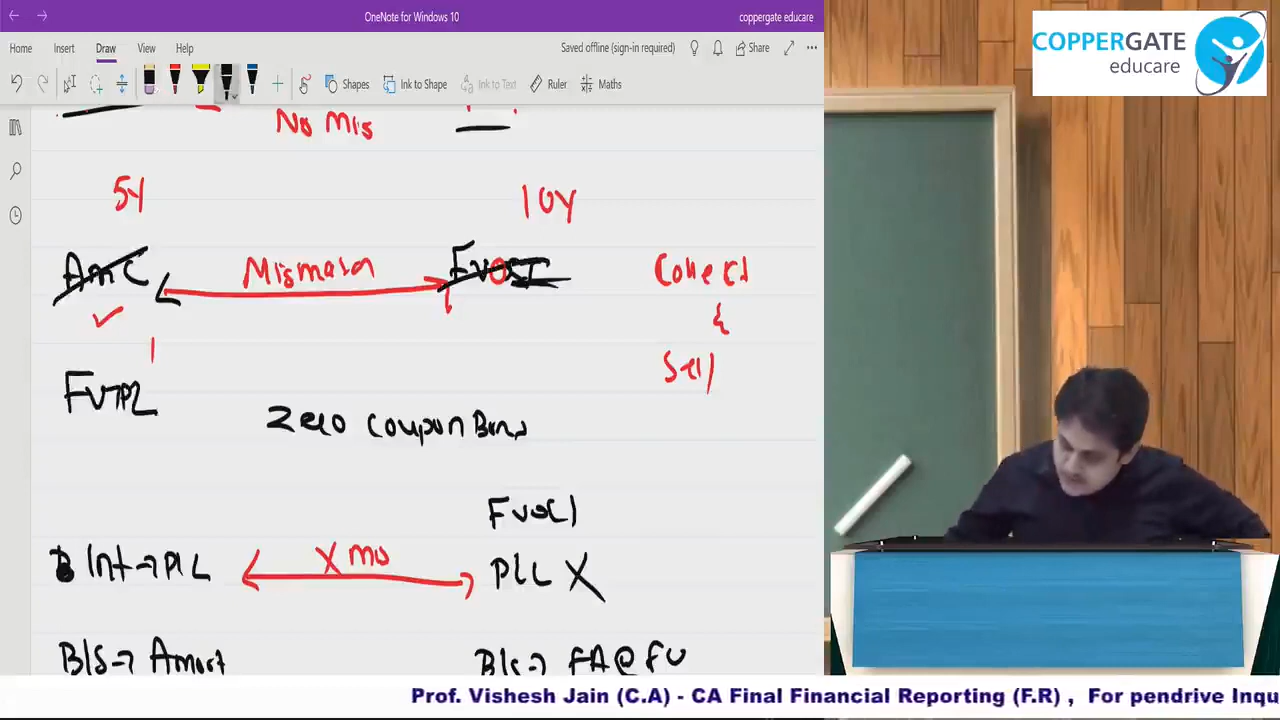 OneNote for Windows 10
coppergate educare
Home Insert Draw View Help
Saved offline (sign-in required)
Share
Shapes
Ink to Shape
Ink to Text
Ruler
Maths
COPPERGATE
educare
No Mis
5Y
10Y
AmC
Mismatch
FVOCI
Collect
&
Sell
FVTPL
Zero Coupon Bond
FVOCI
Int → P/L
X
P/L X
B/S → Amort
B/S → FA @ FV
Prof. Vishesh Jain (C.A) - CA Final Financial Reporting (F.R) , For pendrive Inqu